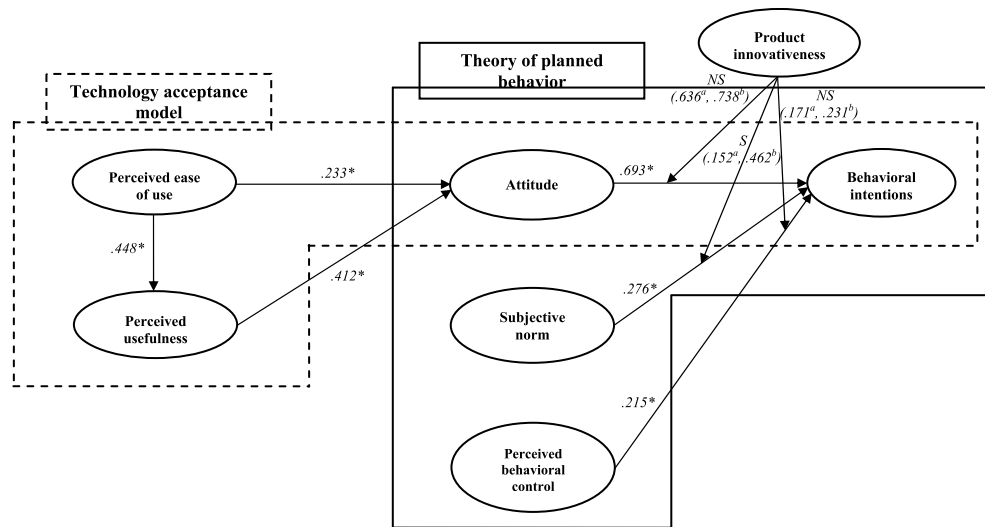 Product
innovativeness
Theory of planned
behavior
Technology acceptance
model
NS
(.636a, .738b)
NS
(.171a, .231b)
S
(.152a, .462b)
Perceived ease
of use
.233*
Attitude
.693*
Behavioral
intentions
.448*
.412*
Perceived
usefulness
.276*
Subjective
norm
.215*
Perceived
behavioral
control